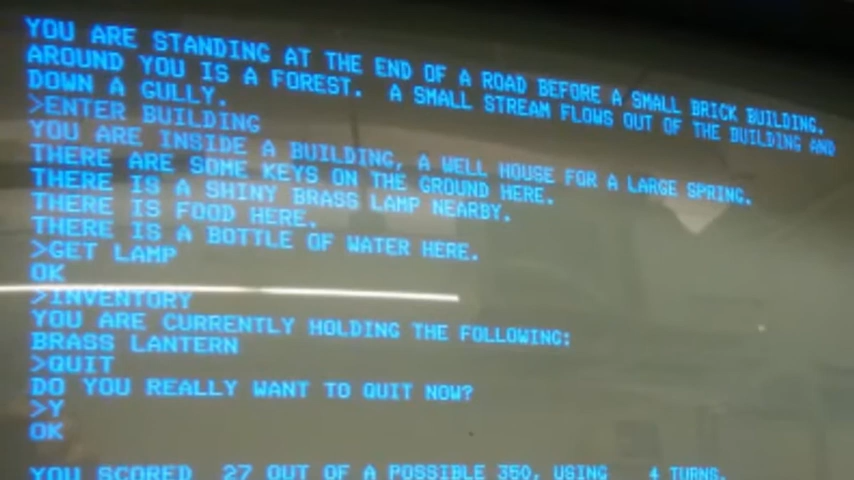 YOU ARE STANDING AT THE END OF A ROAD BEFORE A SMALL BRICK BUILDING.
AROUND YOU IS A FOREST. A SMALL STREAM FLOWS OUT OF THE BUILDING AND
DOWN A GULLY.
>ENTER BUILDING
YOU ARE INSIDE A BUILDING, A WELL HOUSE FOR A LARGE SPRING.
THERE ARE SOME KEYS ON THE GROUND HERE.
THERE IS A SHINY BRASS LAMP NEARBY.
THERE IS FOOD HERE.
THERE IS A BOTTLE OF WATER HERE.
>GET LAMP
OK
>INVENTORY
YOU ARE CURRENTLY HOLDING THE FOLLOWING:
BRASS LANTERN
>QUIT
DO YOU REALLY WANT TO QUIT NOW?
>Y
OK
YOU SCORED 27 OUT OF A POSSIBLE 350, USING 4 TURNS.